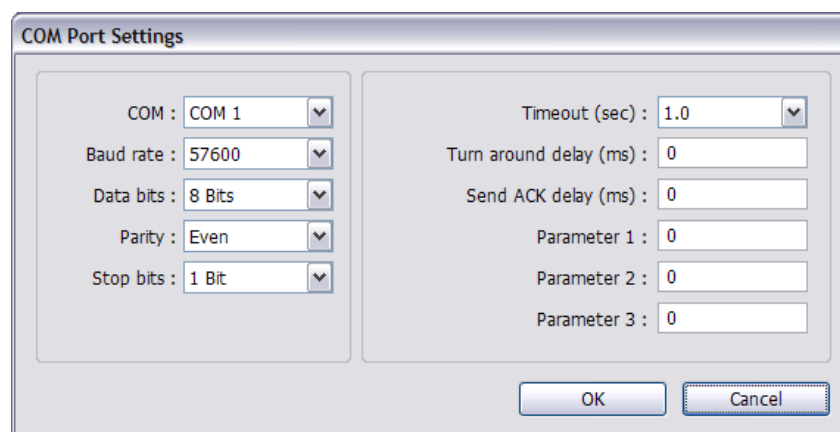 COM Port Settings
COM : COM 1
Baud rate : 57600
Data bits : 8 Bits
Parity : Even
Stop bits : 1 Bit
Timeout (sec) : 1.0
Turn around delay (ms) : 0
Send ACK delay (ms) : 0
Parameter 1 : 0
Parameter 2 : 0
Parameter 3 : 0
OK Cancel